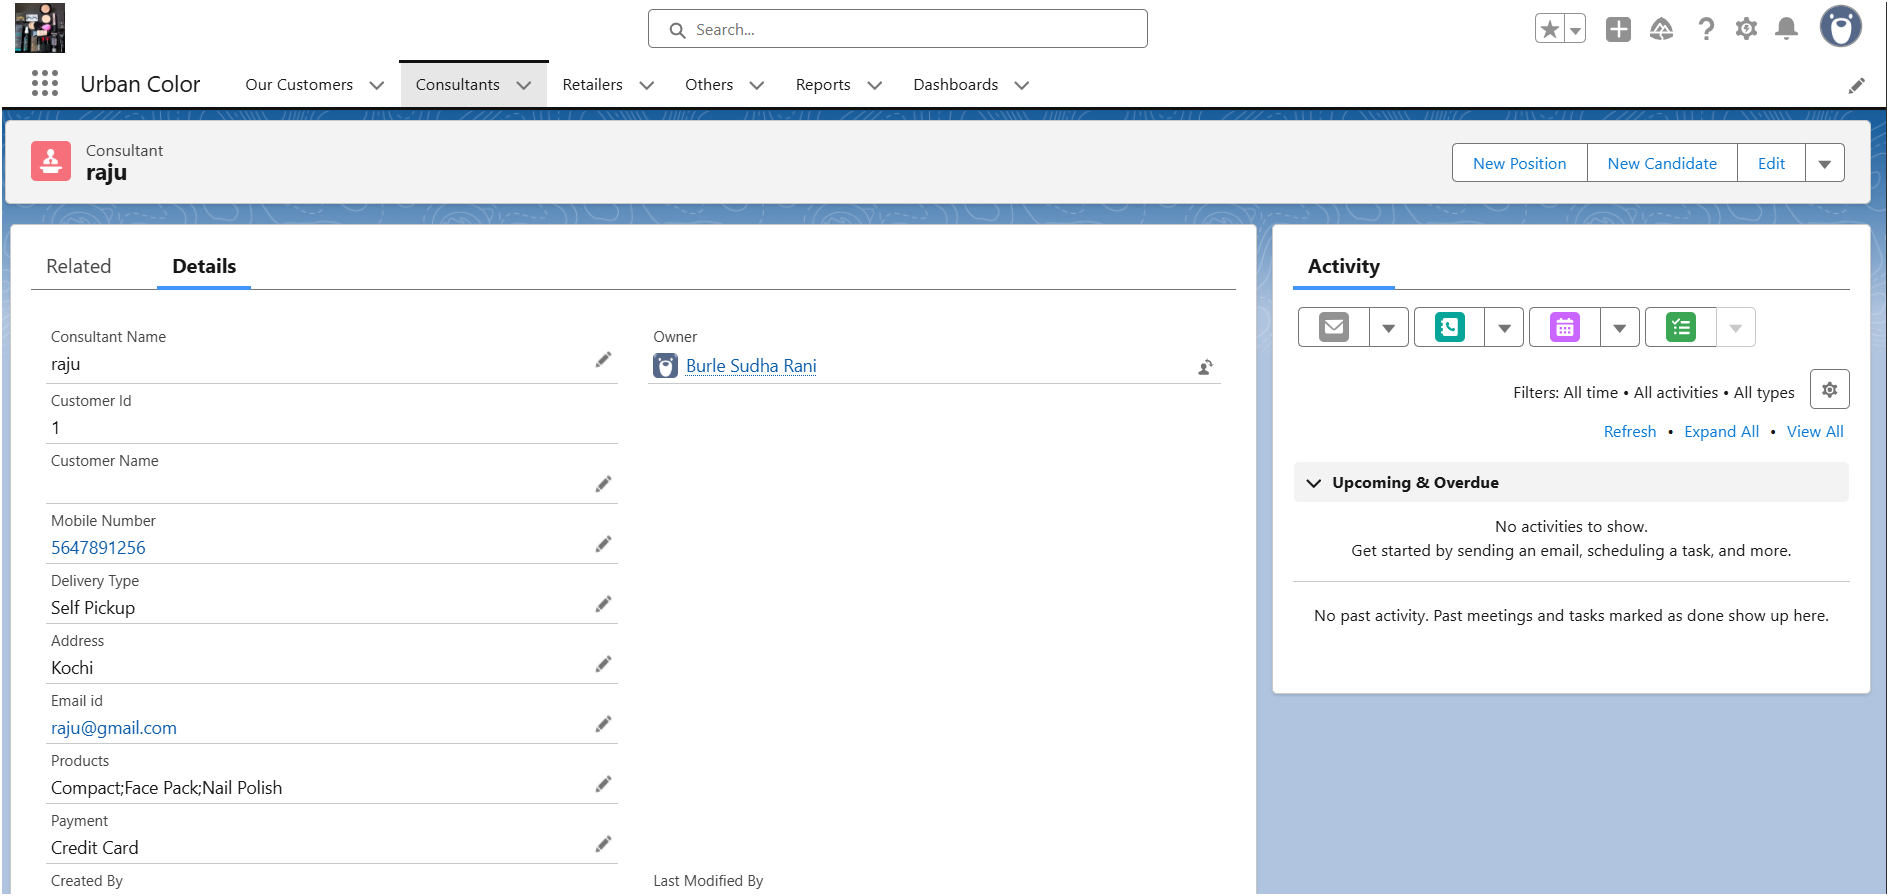 Search...
Urban Color
Our Customers
Consultants
Retailers
Others
Reports
Dashboards
Consultant
raju
New Position
New Candidate
Edit
Related
Details
Consultant Name
raju
Owner
Burle Sudha Rani
Customer Id
1
Customer Name
Mobile Number
5647891256
Delivery Type
Self Pickup
Address
Kochi
Email id
raju@gmail.com
Products
Compact;Face Pack;Nail Polish
Payment
Credit Card
Created By
Last Modified By
Activity
Filters: All time • All activities • All types
Refresh • Expand All • View All
Upcoming & Overdue
No activities to show.
Get started by sending an email, scheduling a task, and more.
No past activity. Past meetings and tasks marked as done show up here.